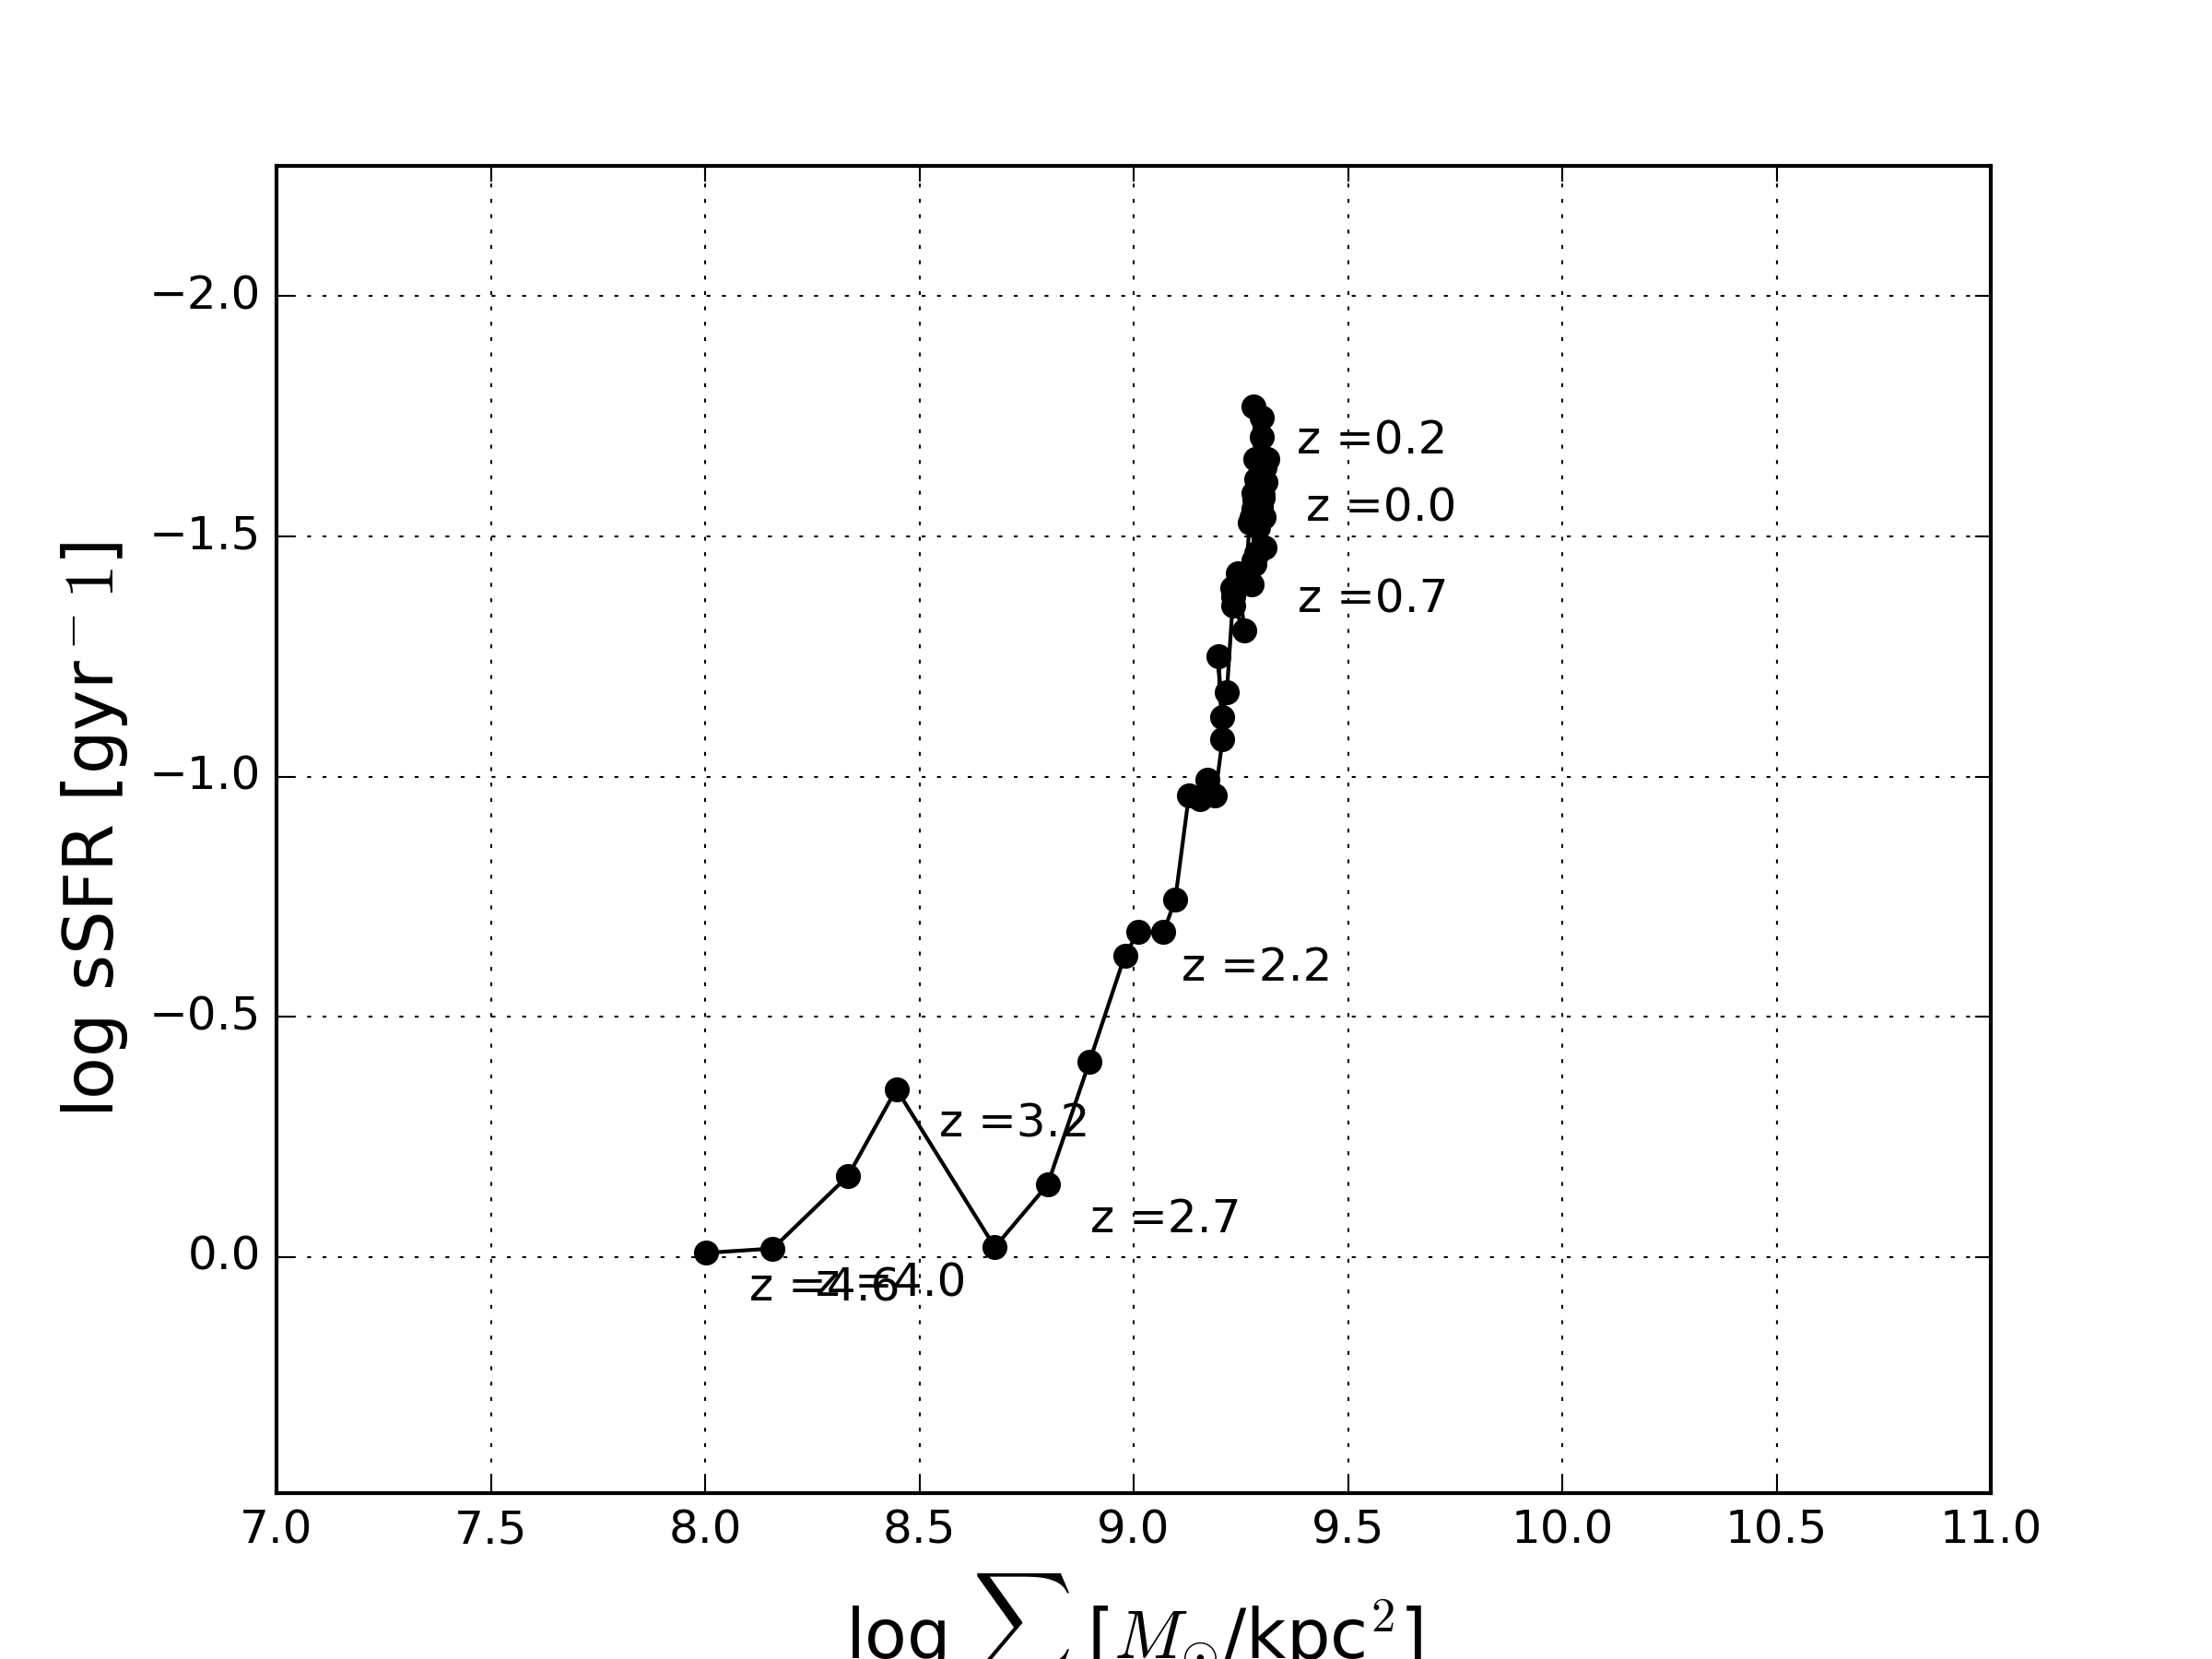 −2.0
−1.5
−1.0
−0.5
0.0
log sSFR [gyr⁻1]
z =0.2
z =0.0
z =0.7
z =2.2
z =3.2
z =2.7
z =4.6
z =4.0
7.0 7.5 8.0 8.5 9.0 9.5 10.0 10.5 11.0
log ∑ [M⊙/kpc²]